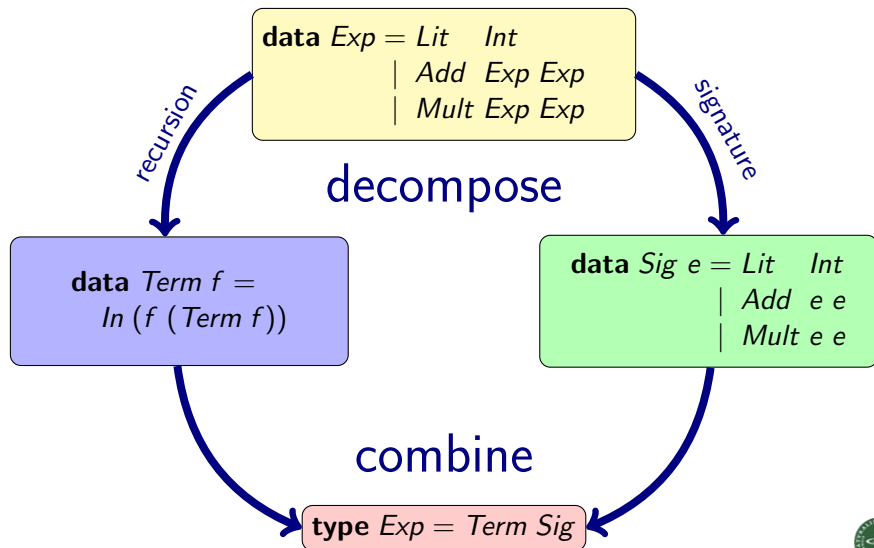 data Exp = Lit Int
| Add Exp Exp
| Mult Exp Exp
recursion
signature
decompose
data Term f =
In (f (Term f))
data Sig e = Lit Int
| Add e e
| Mult e e
combine
type Exp = Term Sig